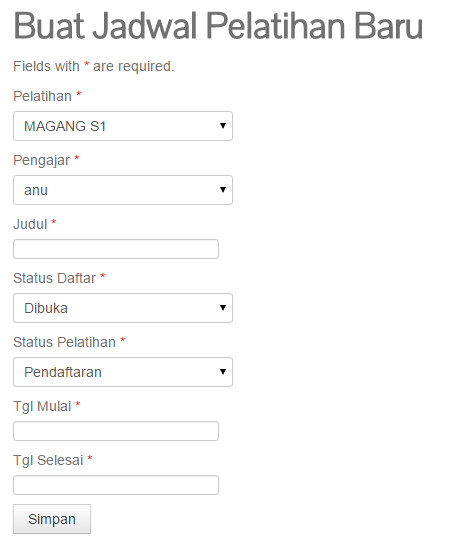 Buat Jadwal Pelatihan Baru
Fields with * are required.
Pelatihan *
MAGANG S1
Pengajar *
anu
Judul *
Status Daftar *
Dibuka
Status Pelatihan *
Pendaftaran
Tgl Mulai *
Tgl Selesai *
Simpan